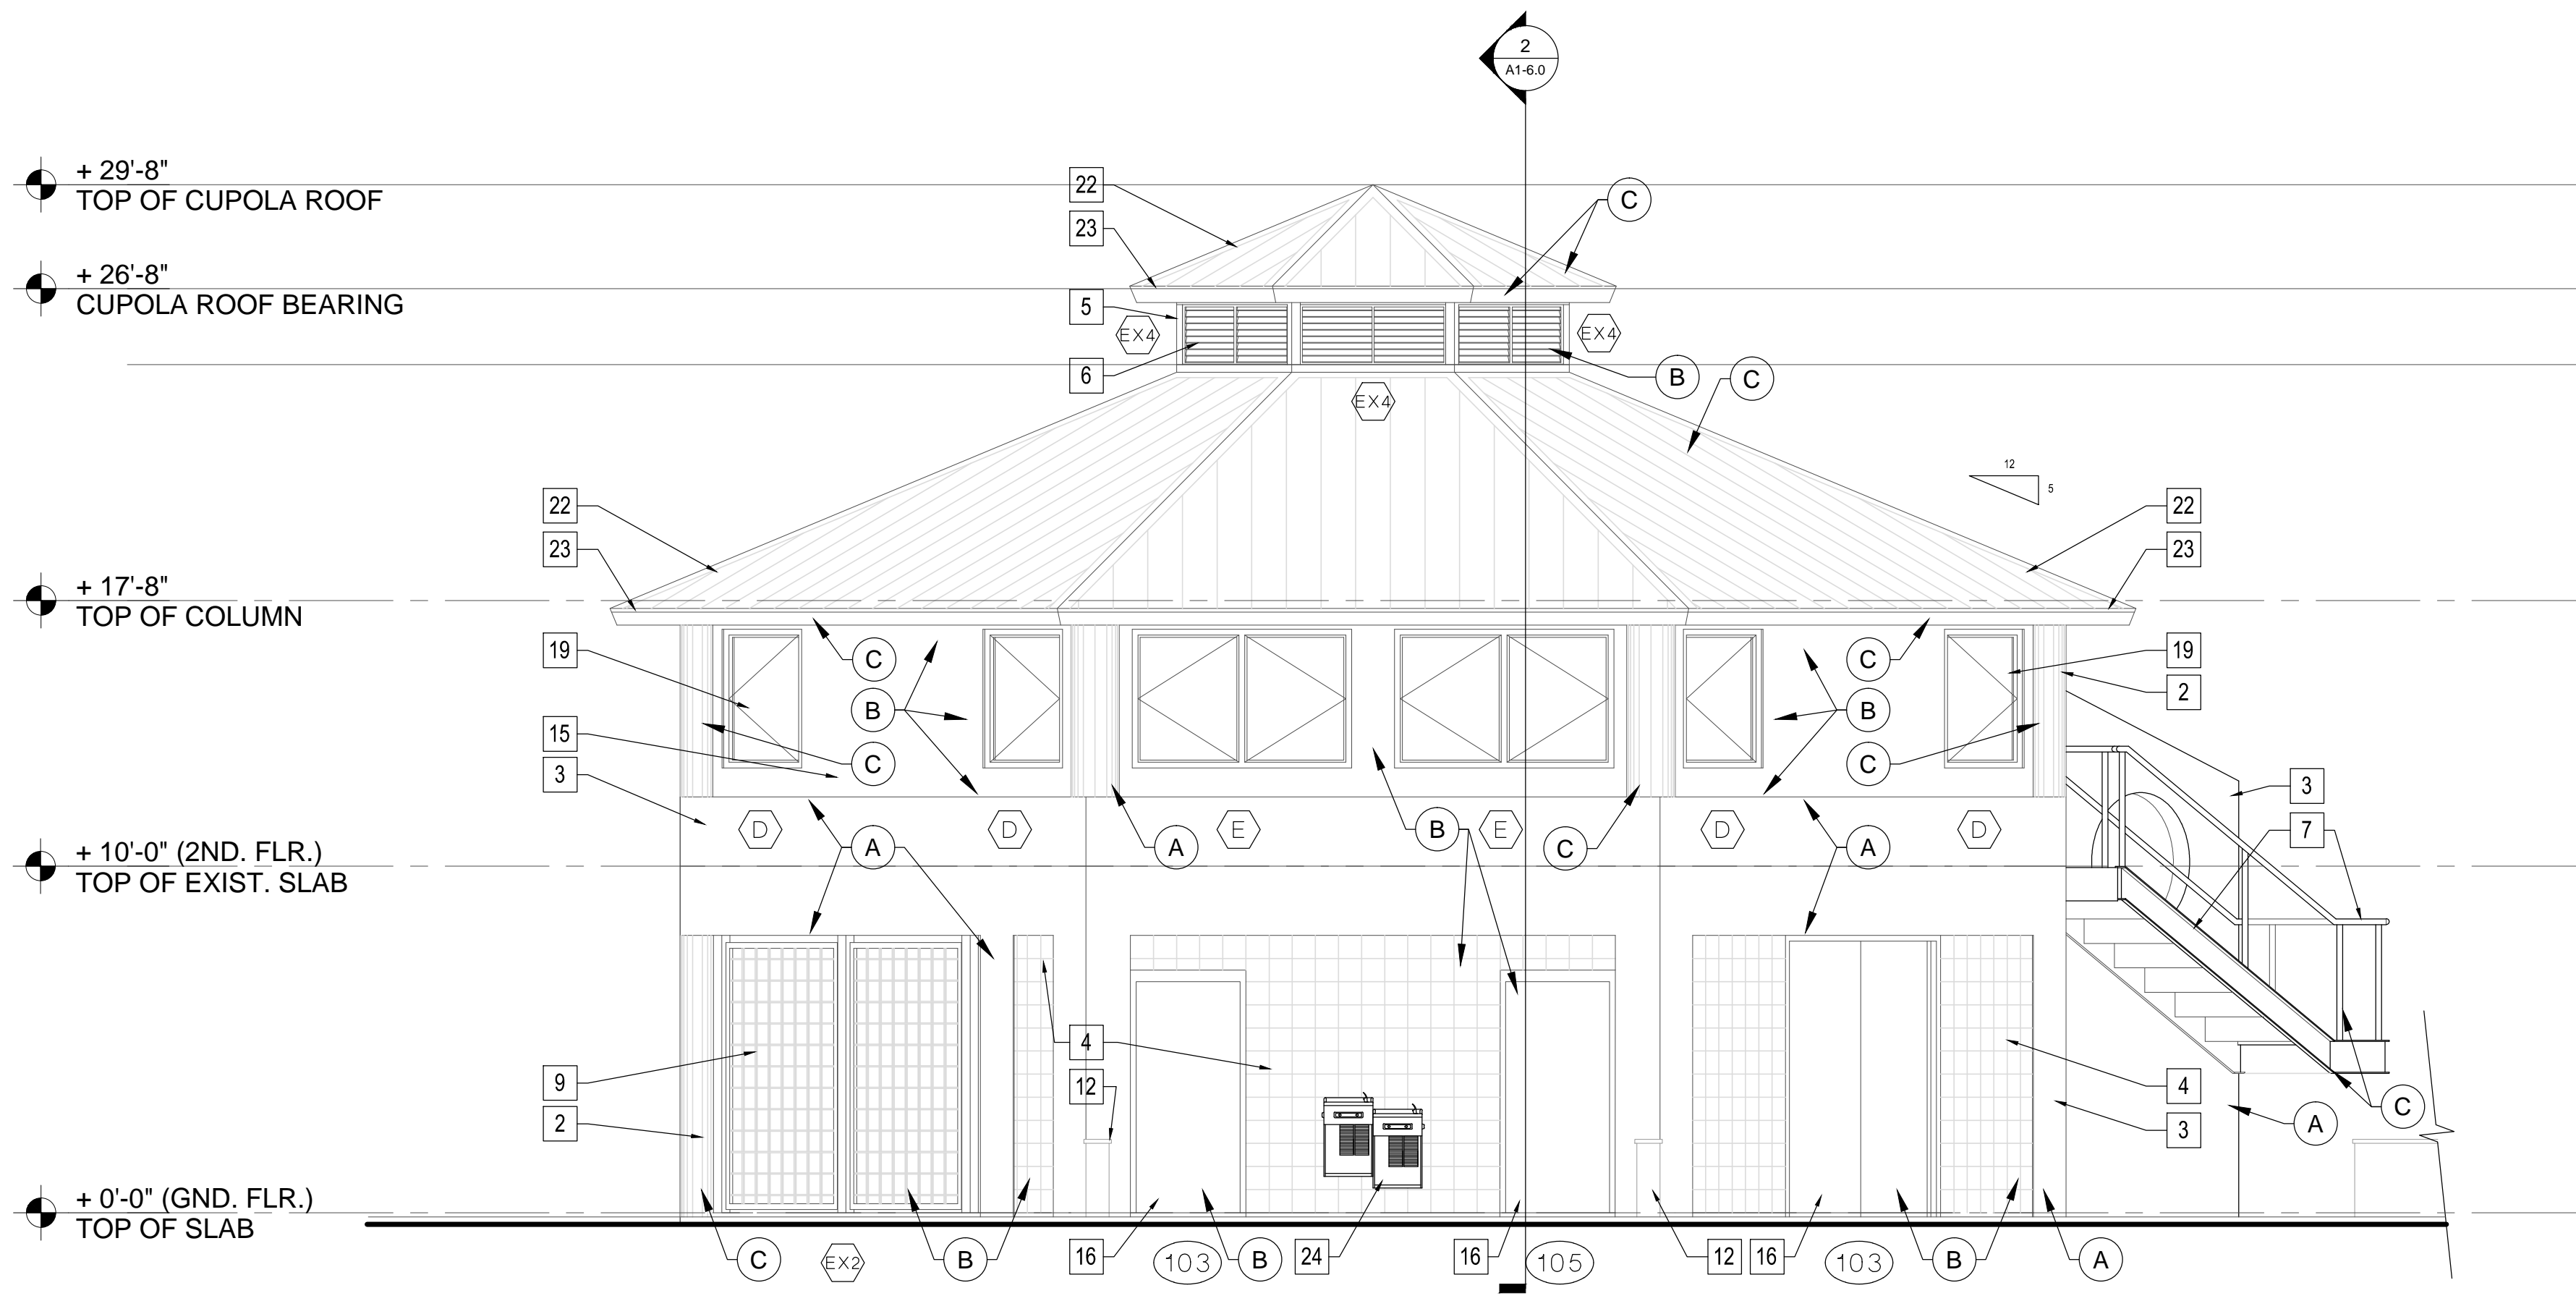 2
A1-6.0
+ 29'-8"
TOP OF CUPOLA ROOF
22
C
23
+ 26'-8"
CUPOLA ROOF BEARING
5
EX4
EX4
6
B
C
EX4
12
5
22
22
23
23
+ 17'-8"
TOP OF COLUMN
19
C
C
19
2
B
B
15
C
C
3
3
D
D
E
B
E
D
D
7
A
A
C
A
+ 10'-0" (2ND. FLR.)
TOP OF EXIST. SLAB
4
9
12
4
C
2
3
A
+ 0'-0" (GND. FLR.)
TOP OF SLAB
C
EX2
B
16
103
B
24
16
105
12
16
103
B
A